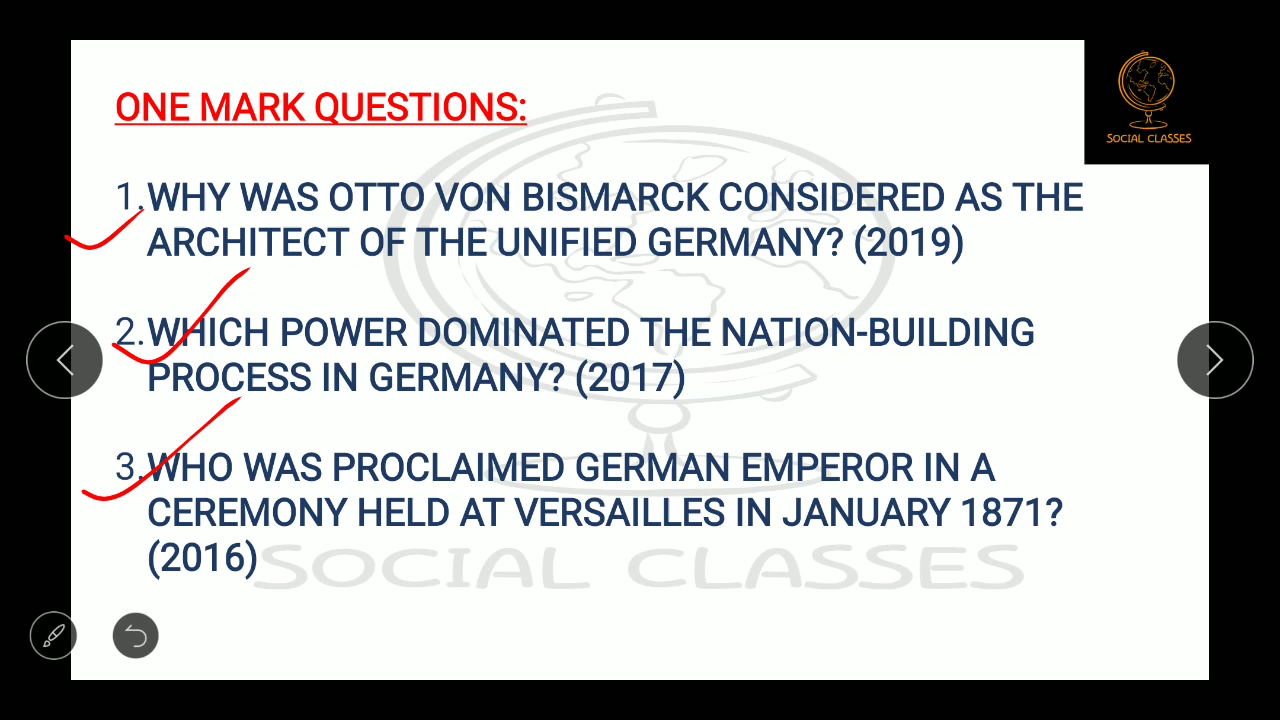 ONE MARK QUESTIONS:
SOCIAL CLASSES
1.WHY WAS OTTO VON BISMARCK CONSIDERED AS THE
ARCHITECT OF THE UNIFIED GERMANY? (2019)
2.WHICH POWER DOMINATED THE NATION-BUILDING
PROCESS IN GERMANY? (2017)
3.WHO WAS PROCLAIMED GERMAN EMPEROR IN A
CEREMONY HELD AT VERSAILLES IN JANUARY 1871?
(2016)
SOCIAL CLASSES